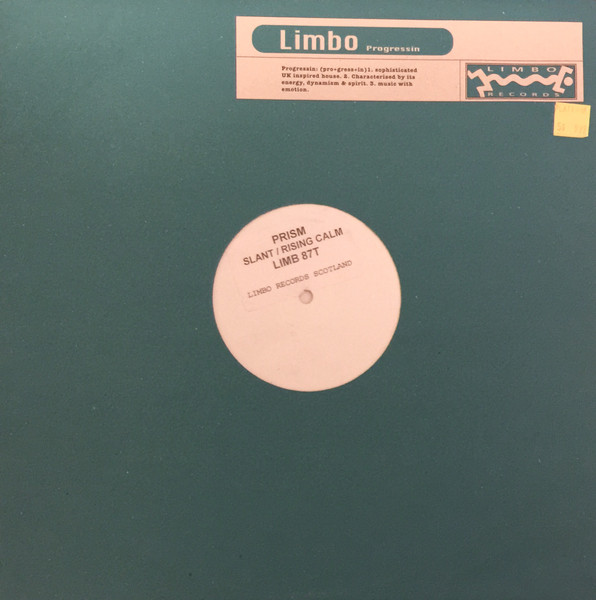 Limbo Progressin
Progressin: (pro•gress•in) 1. sophisticated
UK inspired house. 2. Characterised by its
energy, dynamism & spirit. 3. music with
emotion.
LIMBO
RECORDS
PRISM
SLANT / RISING CALM
LIMB 87T
LIMBO RECORDS SCOTLAND